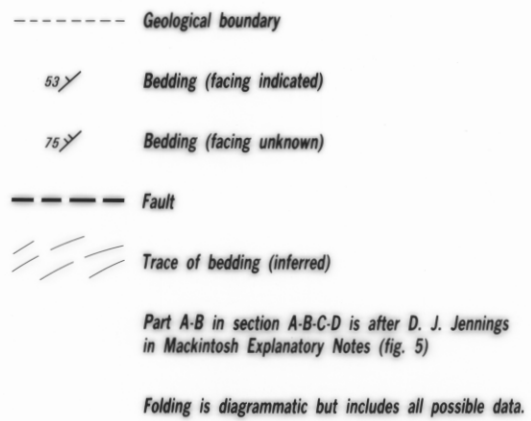 Geological boundary
53 Bedding (facing indicated)
75 Bedding (facing unknown)
Fault
Trace of bedding (inferred)
Part A-B in section A-B-C-D is after D. J. Jennings
in Mackintosh Explanatory Notes (fig. 5)
Folding is diagrammatic but includes all possible data.